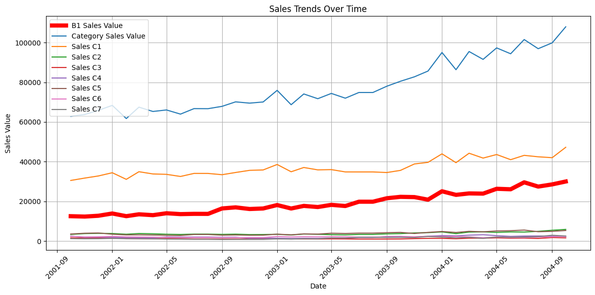 Sales Trends Over Time
B1 Sales Value
Category Sales Value
Sales C1
Sales C2
Sales C3
Sales C4
Sales C5
Sales C6
Sales C7
Sales Value
100000
80000
60000
40000
20000
0
2001-09
2002-01
2002-05
2002-09
2003-01
2003-05
2003-09
2004-01
2004-05
2004-09
Date